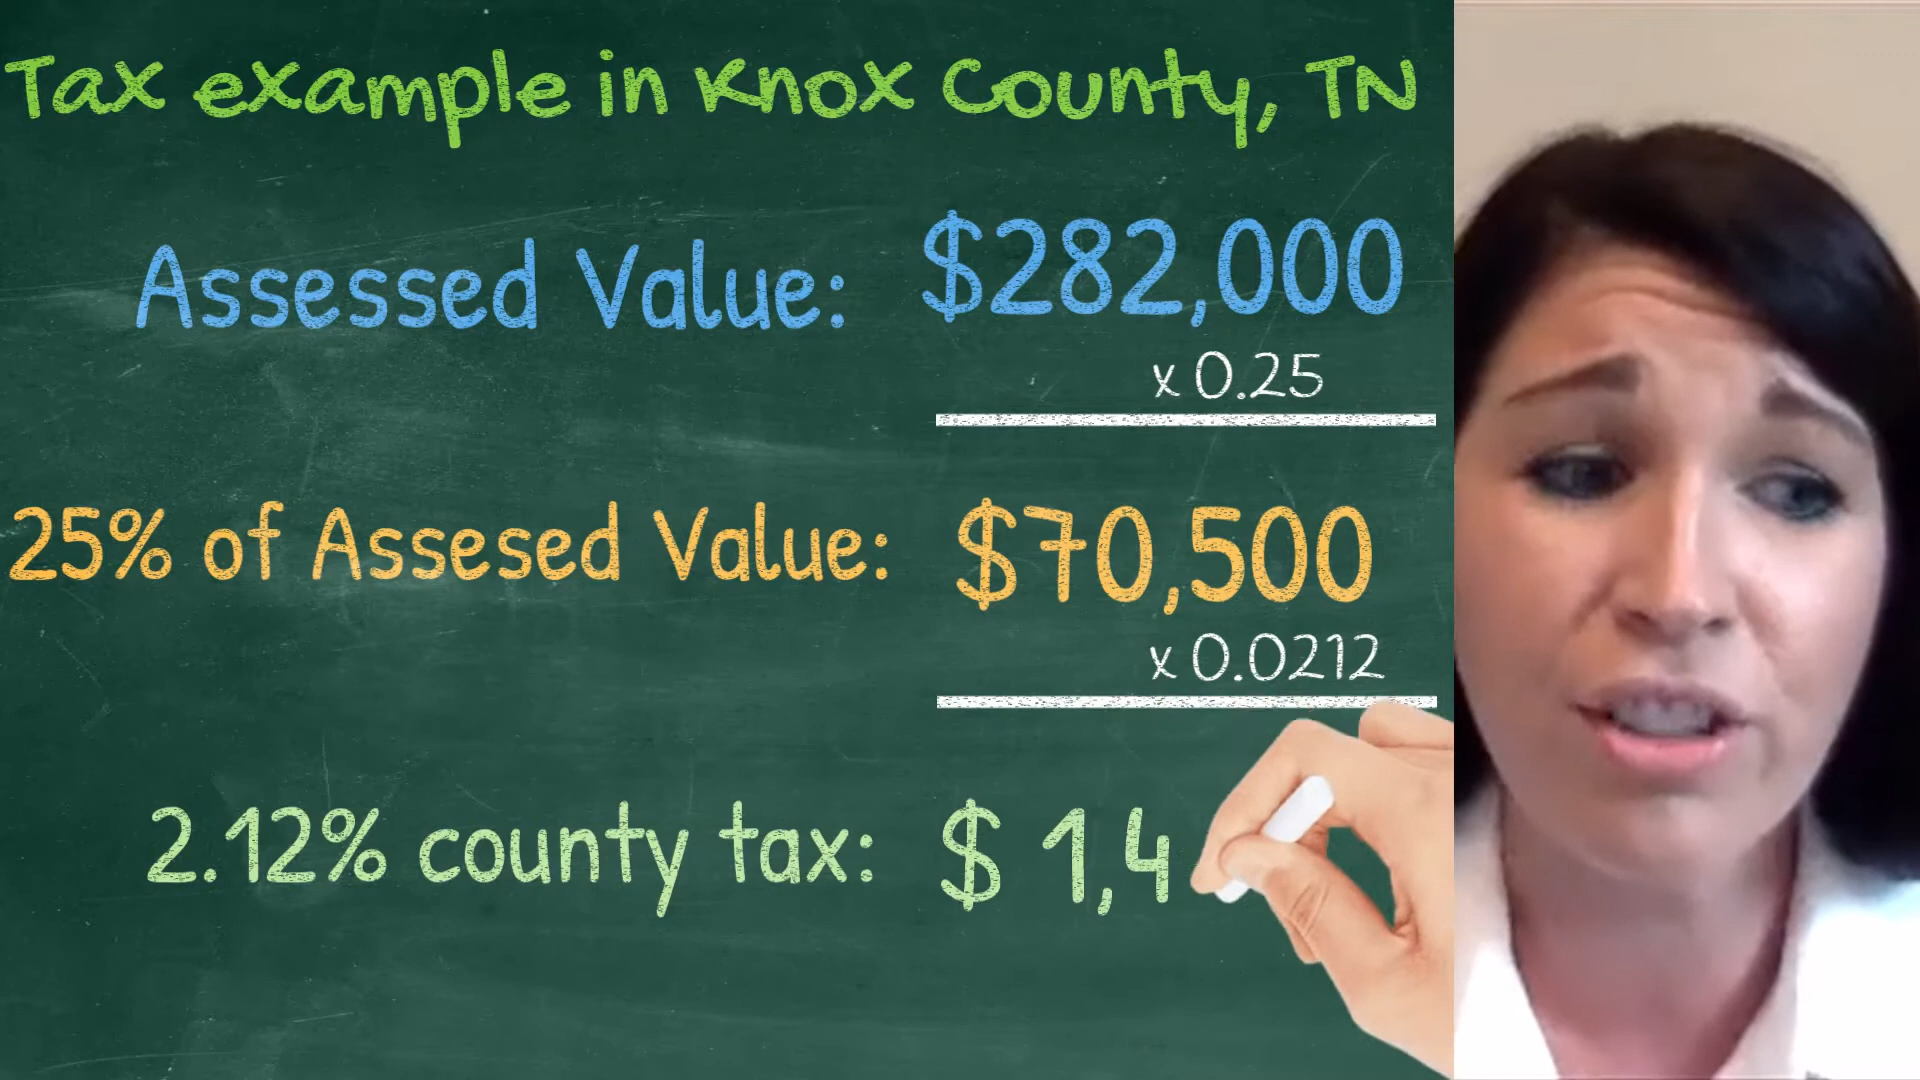 Tax example in Knox County, TN
Assessed Value: $282,000
x 0.25
25% of Assesed Value: $70,500
x 0.0212
2.12% county tax: $ 1,4